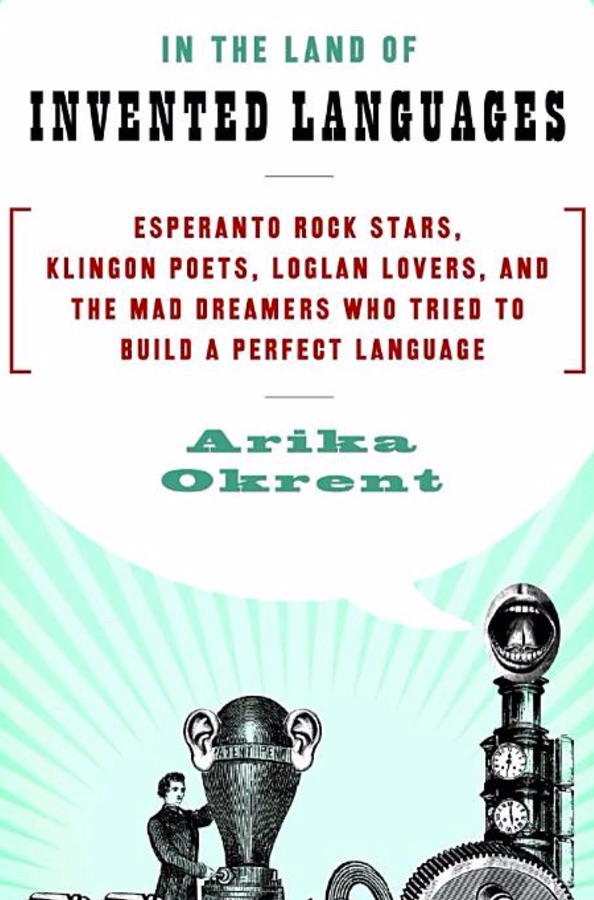 IN THE LAND OF
INVENTED LANGUAGES
ESPERANTO ROCK STARS,
KLINGON POETS, LOGLAN LOVERS, AND
THE MAD DREAMERS WHO TRIED TO
BUILD A PERFECT LANGUAGE
Arika
Okrent